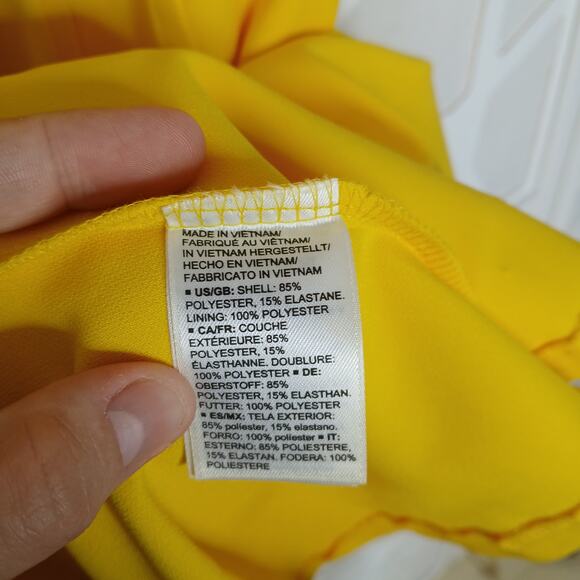 MADE IN VIETNAM/
FABRIQUÉ AU VIÊTNAM/
IN VIETNAM HERGESTELLT/
HECHO EN VIETNAM/
FABBRICATO IN VIETNAM
▪ US/GB: SHELL: 85%
POLYESTER, 15% ELASTANE.
LINING: 100% POLYESTER
▪ CA/FR: COUCHE
EXTÉRIEURE: 85%
POLYESTER, 15%
ÉLASTHANNE. DOUBLURE:
100% POLYESTER ▪ DE:
OBERSTOFF: 85%
POLYESTER, 15% ELASTHAN.
FUTTER: 100% POLYESTER
▪ ES/MX: TELA EXTERIOR:
85% poliester, 15% elastano.
FORRO: 100% poliester ▪ IT:
ESTERNO: 85% POLIESTERE,
15% ELASTAN. FODERA: 100%
POLIESTERE